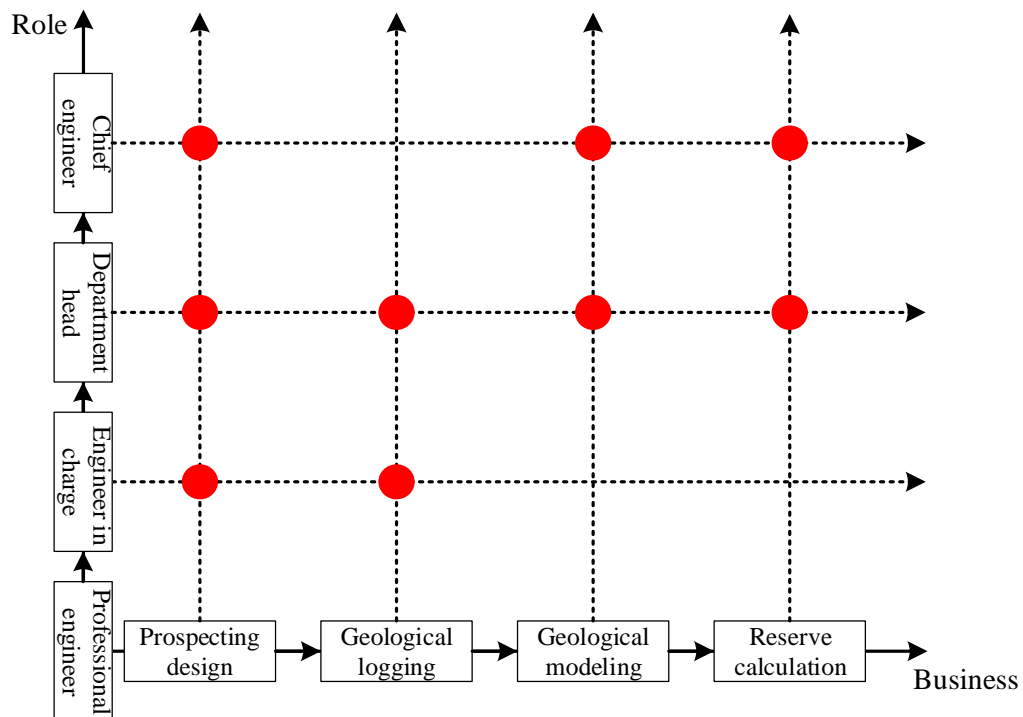 Role
Chief
engineer
Department
head
Engineer in
charge
Professional
engineer
Prospecting
design
Geological
logging
Geological
modeling
Reserve
calculation
Business